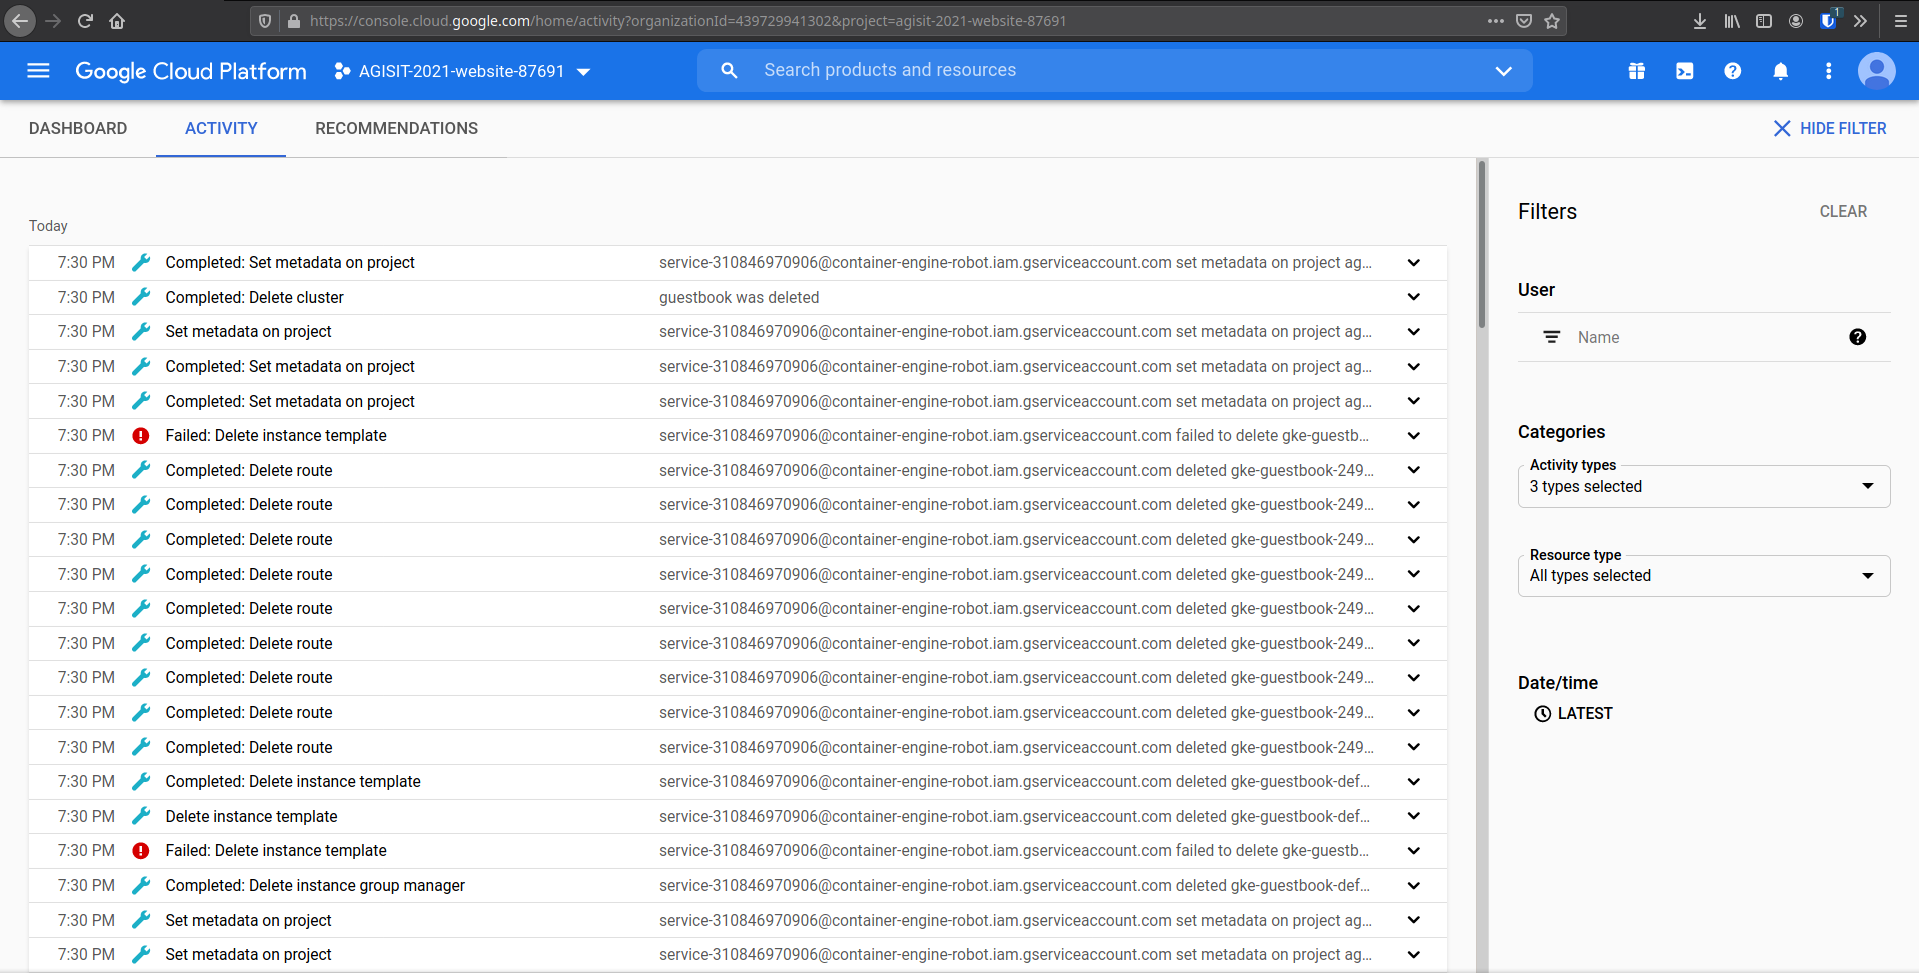 https://console.cloud.google.com/home/activity?organizationId=439729941302&project=agisit-2021-website-87691
1
Google Cloud Platform
AGISIT-2021-website-87691
Search products and resources
DASHBOARD
ACTIVITY
RECOMMENDATIONS
HIDE FILTER
Today
7:30 PM Completed: Set metadata on project service-310846970906@container-engine-robot.iam.gserviceaccount.com set metadata on project ag...
7:30 PM Completed: Delete cluster guestbook was deleted
7:30 PM Set metadata on project service-310846970906@container-engine-robot.iam.gserviceaccount.com set metadata on project ag...
7:30 PM Completed: Set metadata on project service-310846970906@container-engine-robot.iam.gserviceaccount.com set metadata on project ag...
7:30 PM Completed: Set metadata on project service-310846970906@container-engine-robot.iam.gserviceaccount.com set metadata on project ag...
7:30 PM Failed: Delete instance template service-310846970906@container-engine-robot.iam.gserviceaccount.com failed to delete gke-guestb...
7:30 PM Completed: Delete route service-310846970906@container-engine-robot.iam.gserviceaccount.com deleted gke-guestbook-249...
7:30 PM Completed: Delete route service-310846970906@container-engine-robot.iam.gserviceaccount.com deleted gke-guestbook-249...
7:30 PM Completed: Delete route service-310846970906@container-engine-robot.iam.gserviceaccount.com deleted gke-guestbook-249...
7:30 PM Completed: Delete route service-310846970906@container-engine-robot.iam.gserviceaccount.com deleted gke-guestbook-249...
7:30 PM Completed: Delete route service-310846970906@container-engine-robot.iam.gserviceaccount.com deleted gke-guestbook-249...
7:30 PM Completed: Delete route service-310846970906@container-engine-robot.iam.gserviceaccount.com deleted gke-guestbook-249...
7:30 PM Completed: Delete route service-310846970906@container-engine-robot.iam.gserviceaccount.com deleted gke-guestbook-249...
7:30 PM Completed: Delete route service-310846970906@container-engine-robot.iam.gserviceaccount.com deleted gke-guestbook-249...
7:30 PM Completed: Delete route service-310846970906@container-engine-robot.iam.gserviceaccount.com deleted gke-guestbook-249...
7:30 PM Completed: Delete instance template service-310846970906@container-engine-robot.iam.gserviceaccount.com deleted gke-guestbook-def...
7:30 PM Delete instance template service-310846970906@container-engine-robot.iam.gserviceaccount.com deleted gke-guestbook-def...
7:30 PM Failed: Delete instance template service-310846970906@container-engine-robot.iam.gserviceaccount.com failed to delete gke-guestb...
7:30 PM Completed: Delete instance group manager service-310846970906@container-engine-robot.iam.gserviceaccount.com deleted gke-guestbook-def...
7:30 PM Set metadata on project service-310846970906@container-engine-robot.iam.gserviceaccount.com set metadata on project ag...
7:30 PM Set metadata on project service-310846970906@container-engine-robot.iam.gserviceaccount.com set metadata on project ag...
Filters
CLEAR
User
Name
Categories
Activity types
3 types selected
Resource type
All types selected
Date/time
LATEST